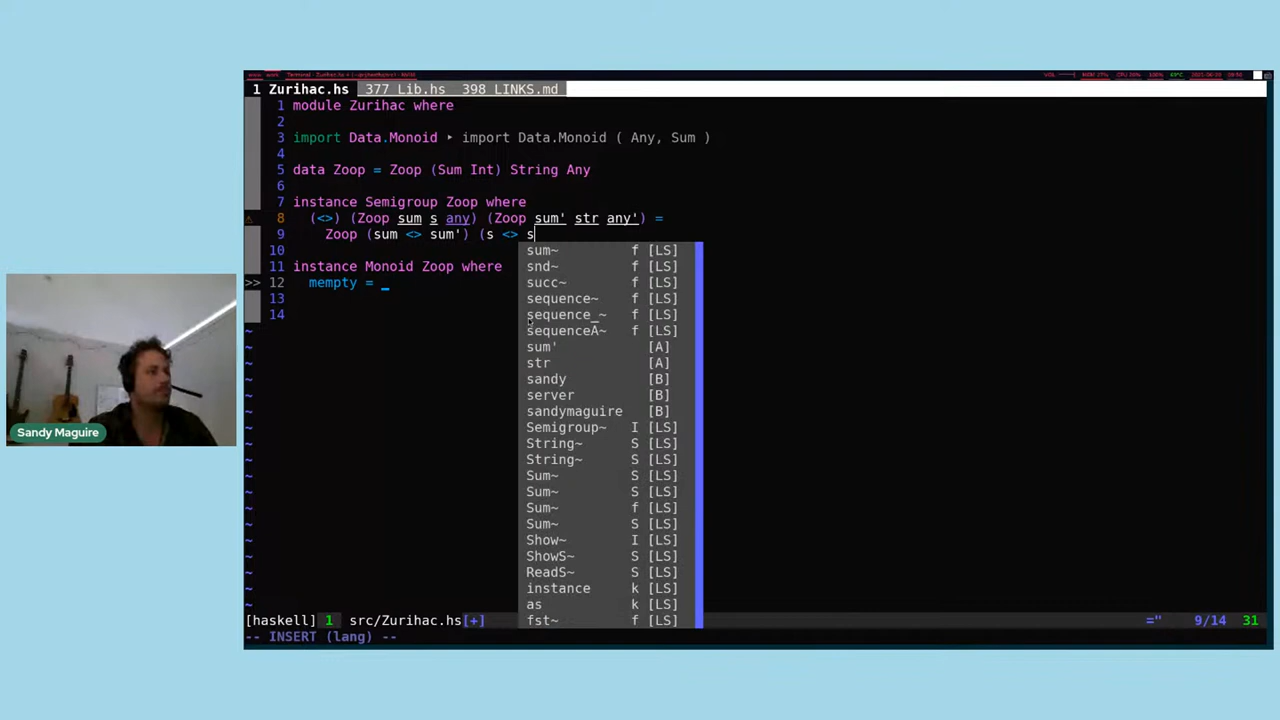 1 Zurihac.hs 377 Lib.hs 398 LINKS.md
1 module Zurihac where
2
3 import Data.Monoid ‣ import Data.Monoid ( Any, Sum )
4
5 data Zoop = Zoop (Sum Int) String Any
6
7 instance Semigroup Zoop where
8 (<>) (Zoop sum s any) (Zoop sum' str any') =
9 Zoop (sum <> sum') (s <> s
10
11 instance Monoid Zoop where
>> 12 mempty = _
13
14
sum~ f [LS]
snd~ f [LS]
succ~ f [LS]
sequence~ f [LS]
sequence_~ f [LS]
sequenceA~ f [LS]
sum' [A]
str [A]
sandy [B]
server [B]
sandymaguire [B]
Semigroup~ I [LS]
String~ S [LS]
String~ S [LS]
Sum~ S [LS]
Sum~ S [LS]
Sum~ f [LS]
Sum~ S [LS]
Show~ I [LS]
ShowS~ S [LS]
ReadS~ S [LS]
instance k [LS]
as k [LS]
fst~ f [LS]
[haskell] 1 src/Zurihac.hs[+] =" 9/14 31
-- INSERT (lang) --
Sandy Maguire